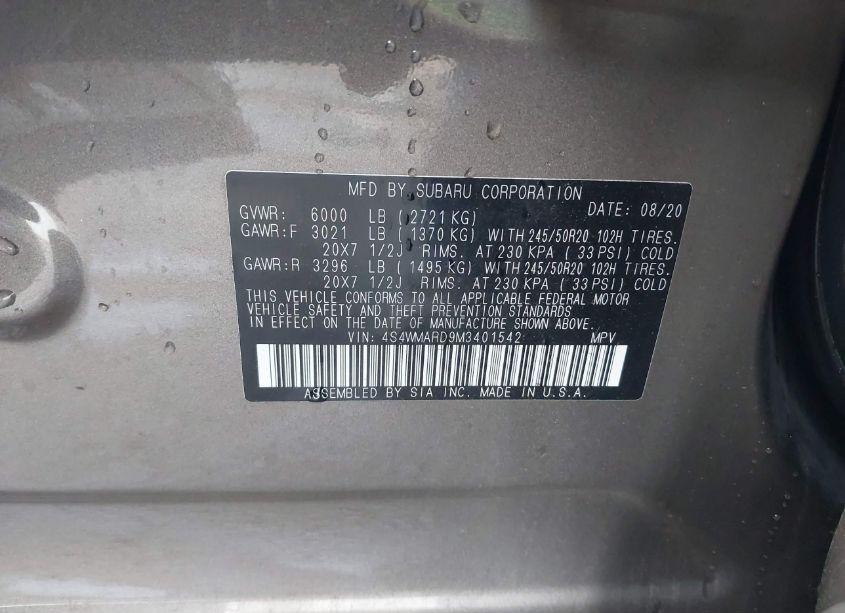 MFD BY SUBARU CORPORATION
GVWR: 6000 LB ( 2721 KG) DATE: 08/20
GAWR:F 3021 LB ( 1370 KG) WITH 245/50R20 102H TIRES.
20X7 1/2J RIMS. AT 230 KPA ( 33 PSI) COLD
GAWR:R 3296 LB ( 1495 KG) WITH 245/50R20 102H TIRES.
20X7 1/2J RIMS. AT 230 KPA ( 33 PSI) COLD
THIS VEHICLE CONFORMS TO ALL APPLICABLE FEDERAL MOTOR
VEHICLE SAFETY AND THEFT PREVENTION STANDARDS
IN EFFECT ON THE DATE OF MANUFACTURE SHOWN ABOVE.
VIN: 4S4WMARD9M3401542 MPV
ASSEMBLED BY SIA INC. MADE IN U.S.A.